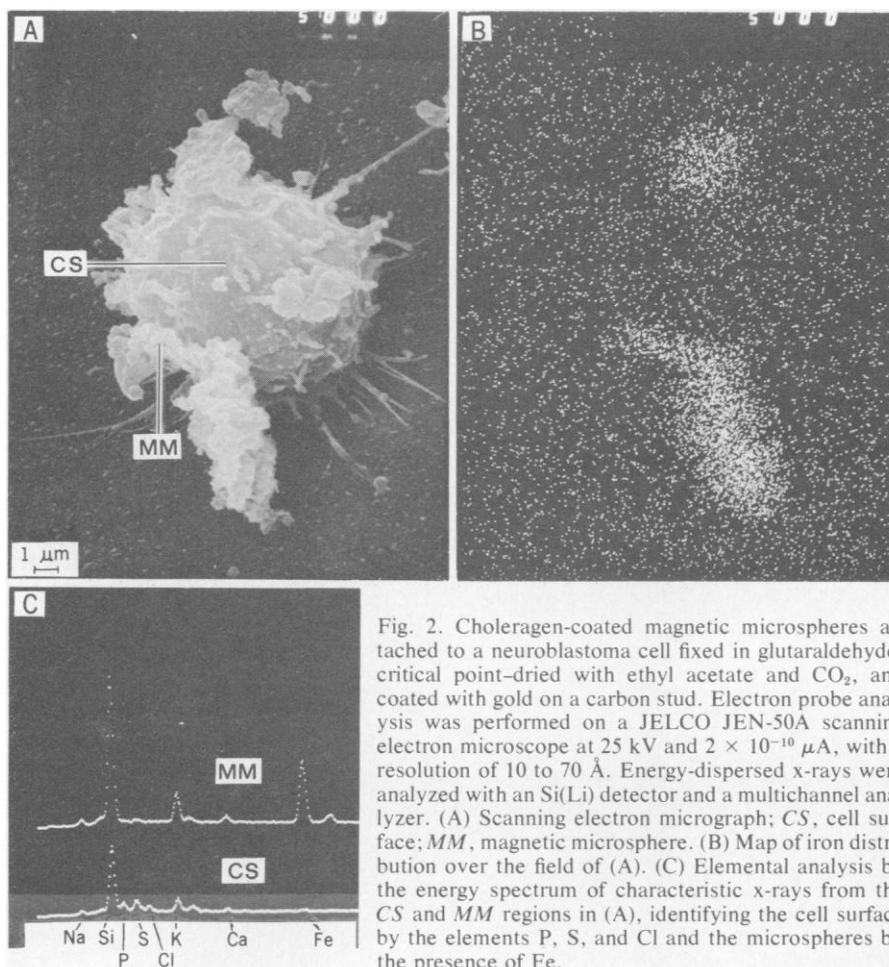 A
5000
CS
MM
1 μm
B
5000
C
MM
CS
Na Si P S Cl K Ca Fe
Fig. 2. Choleragen-coated magnetic microspheres a
tached to a neuroblastoma cell fixed in glutaraldehyd
critical point–dried with ethyl acetate and CO₂, an
coated with gold on a carbon stud. Electron probe ana
ysis was performed on a JELCO JEN-50A scannin
electron microscope at 25 kV and 2 × 10⁻¹⁰ μA, with
resolution of 10 to 70 Å. Energy-dispersed x-rays wer
analyzed with an Si(Li) detector and a multichannel ana
lyzer. (A) Scanning electron micrograph; CS, cell su
face; MM, magnetic microsphere. (B) Map of iron distr
bution over the field of (A). (C) Elemental analysis b
the energy spectrum of characteristic x-rays from th
CS and MM regions in (A), identifying the cell surfac
by the elements P, S, and Cl and the microspheres b
the presence of Fe.